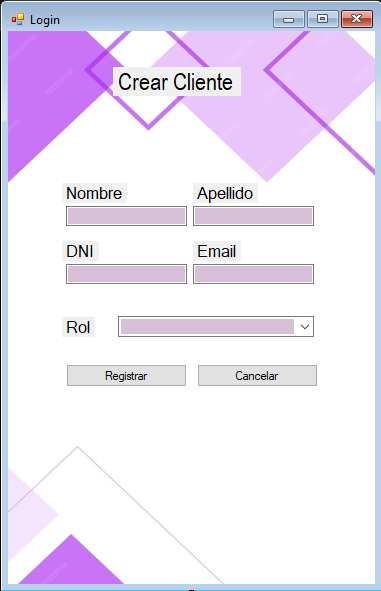 Login
Crear Cliente
Nombre Apellido
DNI Email
Rol
Registrar Cancelar